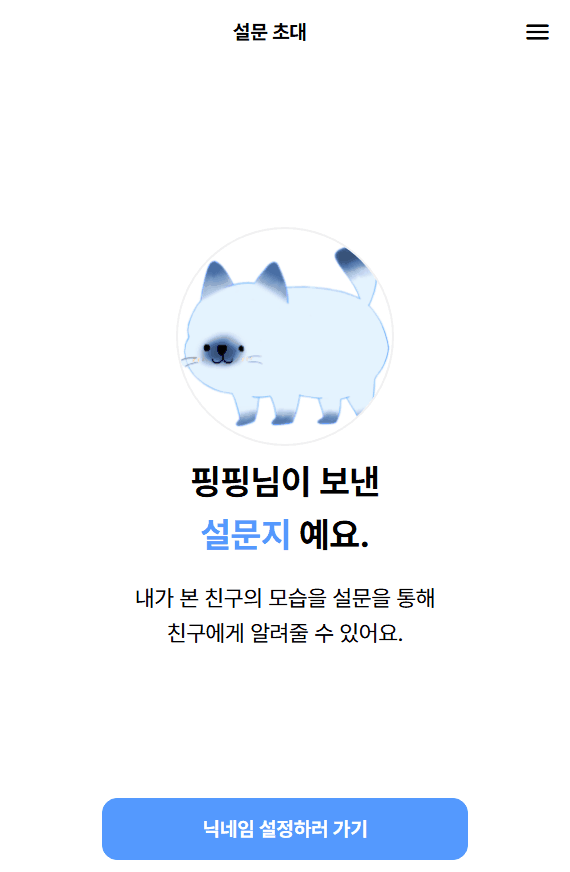 설문 초대
핑핑님이 보낸
설문지 예요.
내가 본 친구의 모습을 설문을 통해
친구에게 알려줄 수 있어요.
닉네임 설정하러 가기